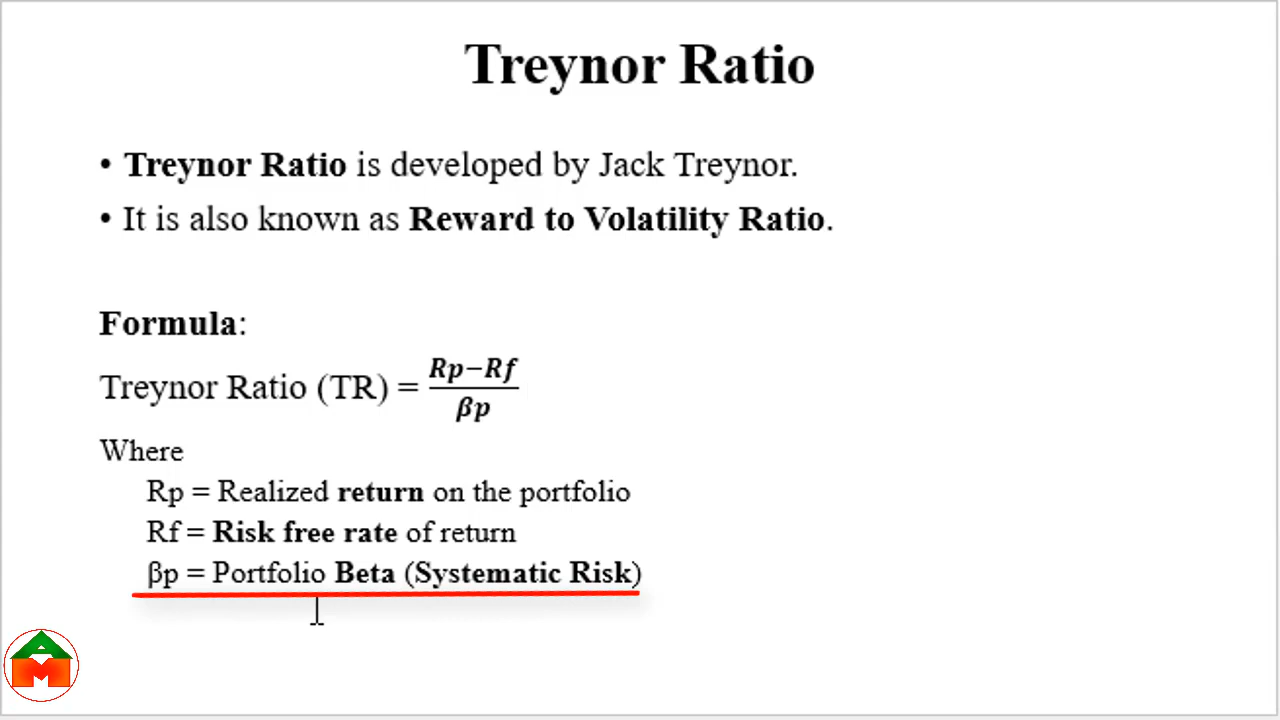 Treynor Ratio
• Treynor Ratio is developed by Jack Treynor.
• It is also known as Reward to Volatility Ratio.
Formula:
Treynor Ratio (TR) = Rp−Rf / βp
Where
Rp = Realized return on the portfolio
Rf = Risk free rate of return
βp = Portfolio Beta (Systematic Risk)